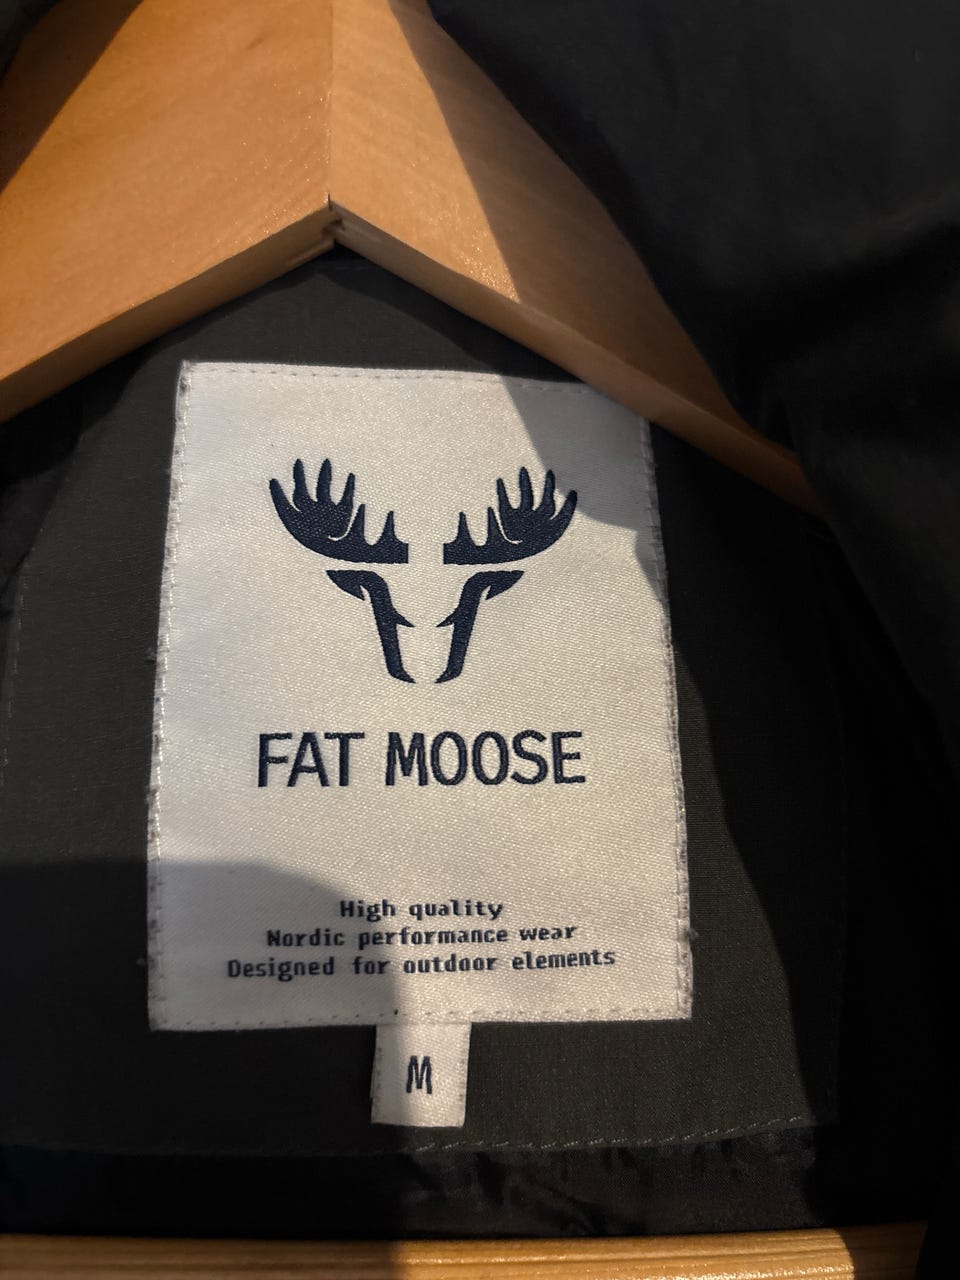 FAT MOOSE
High quality
Nordic performance wear
Designed for outdoor elements
M